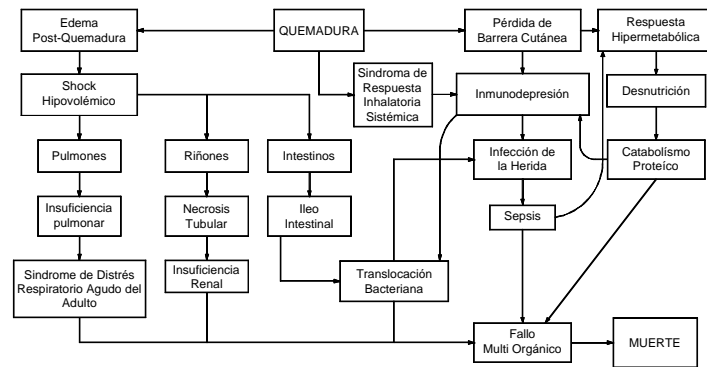 Edema
Post-Quemadura
QUEMADURA
Pérdida de
Barrera Cutánea
Respuesta
Hipermetabólica
Shock
Hipovolémico
Sindroma de
Respuesta
Inhalatoria
Sistémica
Inmunodepresión
Desnutrición
Pulmones
Riñones
Intestinos
Infección de
la Herida
Catabolísmo
Proteíco
Insuficiencia
pulmonar
Necrosis
Tubular
Ileo
Intestinal
Sepsis
Sindrome de Distrés
Respiratorio Agudo del
Adulto
Insuficiencia
Renal
Translocación
Bacteriana
Fallo
Multi Orgánico
MUERTE